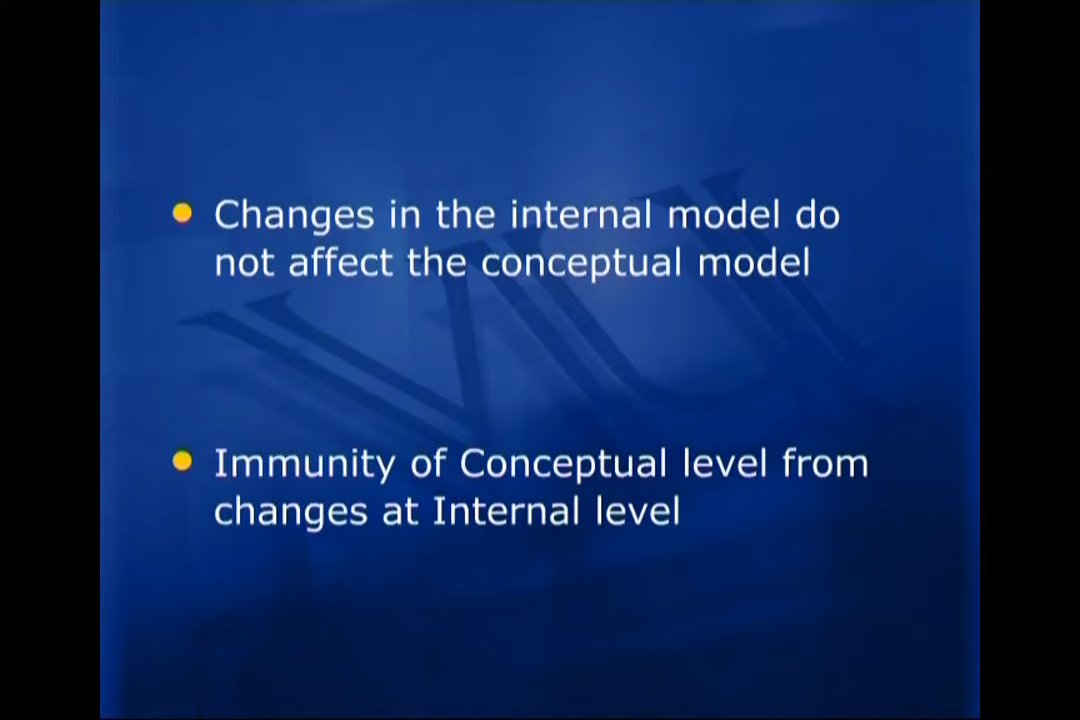 Changes in the internal model do
not affect the conceptual model
Immunity of Conceptual level from
changes at Internal level
VU